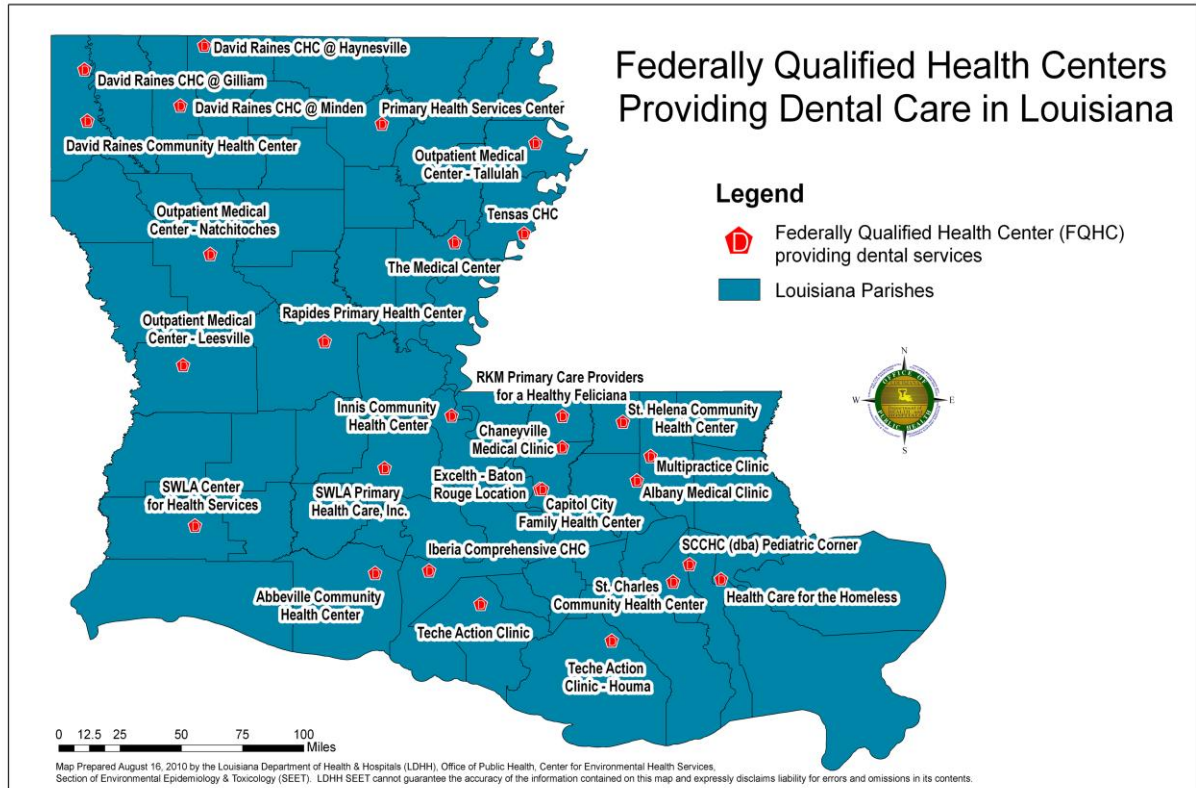 Federally Qualified Health Centers
Providing Dental Care in Louisiana
David Raines CHC @ Haynesville
David Raines CHC @ Gilliam
David Raines CHC @ Minden
Primary Health Services Center
David Raines Community Health Center
Outpatient Medical
Center - Tallulah
Legend
D
Federally Qualified Health Center (FQHC)
providing dental services
Louisiana Parishes
Outpatient Medical
Center - Natchitoches
Tensas CHC
The Medical Center
Rapides Primary Health Center
Outpatient Medical
Center - Leesville
RKM Primary Care Providers
for a Healthy Feliciana
Innis Community
Health Center
St. Helena Community
Health Center
Chaneyville
Medical Clinic
Multipractice Clinic
Excelth - Baton
Rouge Location
Albany Medical Clinic
SWLA Center
for Health Services
SWLA Primary
Health Care, Inc.
Capitol City
Family Health Center
Iberia Comprehensive CHC
SCCHC (dba) Pediatric Corner
Abbeville Community
Health Center
St. Charles
Community Health Center
Health Care for the Homeless
Teche Action Clinic
Teche Action
Clinic - Houma
N
W
E
S
OFFICE OF
PUBLIC HEALTH
0 12.5 25 50 75 100
Miles
Map Prepared August 16, 2010 by the Louisiana Department of Health & Hospitals (LDHH), Office of Public Health, Center for Environmental Health Services,
Section of Environmental Epidemiology & Toxicology (SEET). LDHH SEET cannot guarantee the accuracy of the information contained on this map and expressly disclaims liability for errors and omissions in its contents.